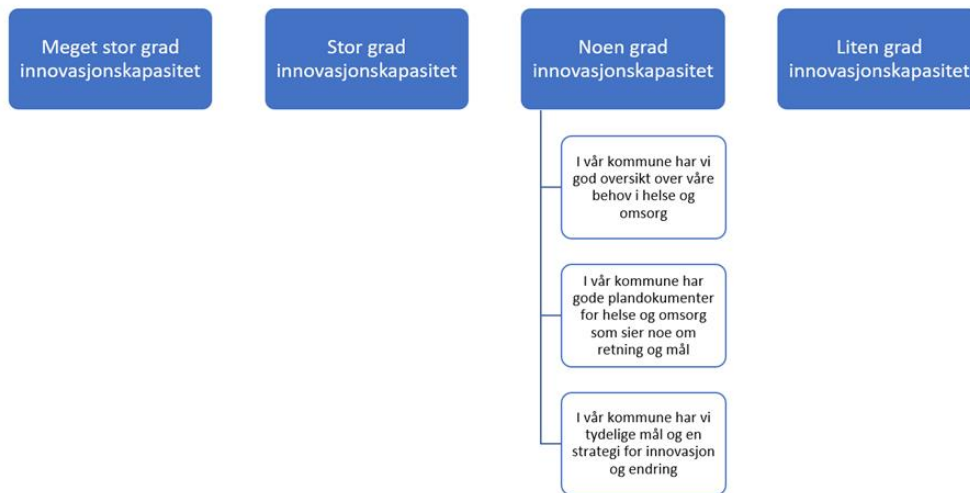 Meget stor grad
innovasjonskapasitet
Stor grad
innovasjonskapasitet
Noen grad
innovasjonskapasitet
Liten grad
innovasjonskapasitet
I vår kommune har vi
god oversikt over våre
behov i helse og
omsorg
I vår kommune har
gode plandokumenter
for helse og omsorg
som sier noe om
retning og mål
I vår kommune har vi
tydelige mål og en
strategi for innovasjon
og endring